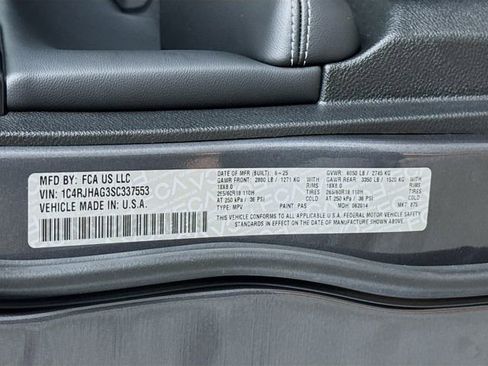 MFD BY: FCA US LLC
VIN: 1C4RJHAG3SC337553
VEHICLE MADE IN U.S.A.
DATE OF MFR (BUILT): 6-25
GAWR FRONT: 2800 LB / 1271 KG
18X8.0
265/60R18 110H
AT 250 kPa / 36 PSI
TYPE: MPV
PAINT: PAS
GVWR: 6050 LB / 2745 KG
GAWR REAR: 3350 LB / 1520 KG
RIMS
TIRES
COLD
18X8.0
265/60R18 110H
AT 250 kPa / 36 PSI
RIMS
TIRES
COLD
THIS VEHICLE CONFORMS TO ALL APPLICABLE U.S.A. FEDERAL MOTOR VEHICLE
SAFETY STANDARDS IN EFFECT ON THE DATE OF MANUFACTURE SHOWN ABOVE